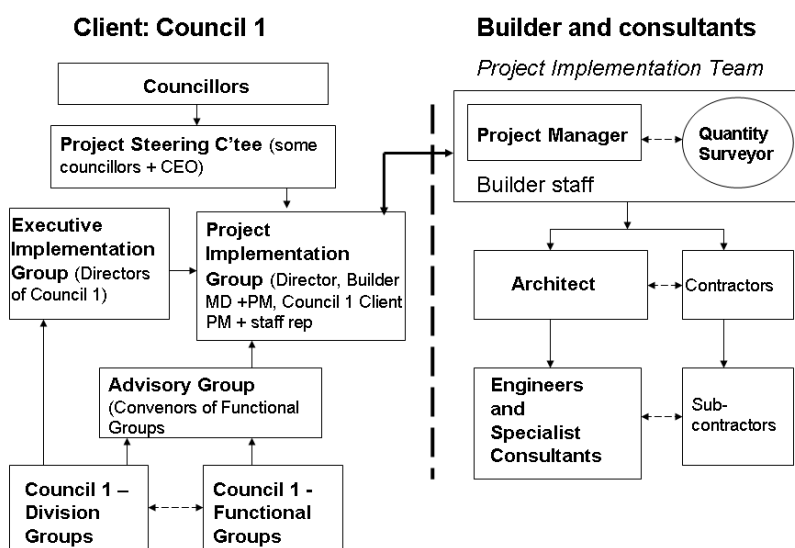 Client: Council 1
Councillors
Project Steering C'tee (some
councillors + CEO)
Executive
Implementation
Group (Directors
of Council 1)
Project
Implementation
Group (Director, Builder
MD +PM, Council 1 Client
PM + staff rep
Advisory Group
(Convenors of Functional
Groups
Council 1 –
Division
Groups
Council 1 -
Functional
Groups
Builder and consultants
Project Implementation Team
Project Manager
Quantity
Surveyor
Builder staff
Architect
Contractors
Engineers
and
Specialist
Consultants
Sub-
contractors